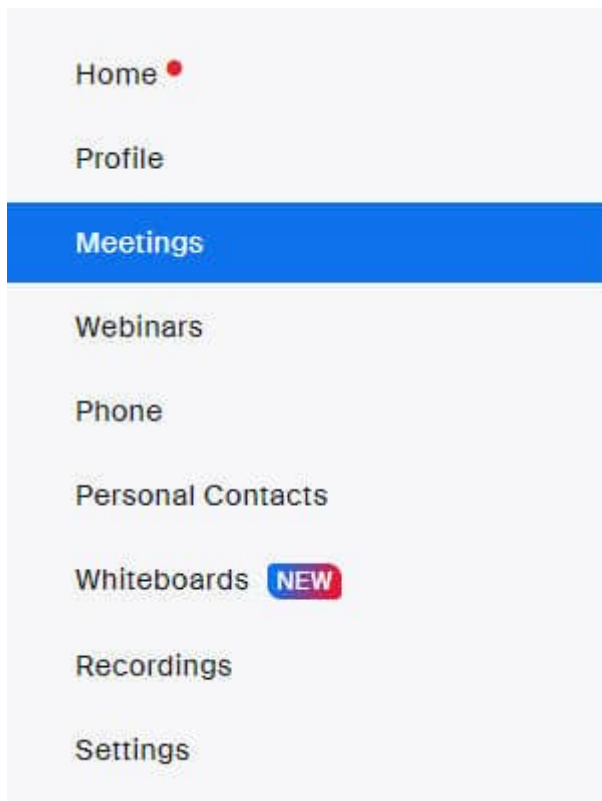 Home
Profile
Meetings
Webinars
Phone
Personal Contacts
Whiteboards NEW
Recordings
Settings